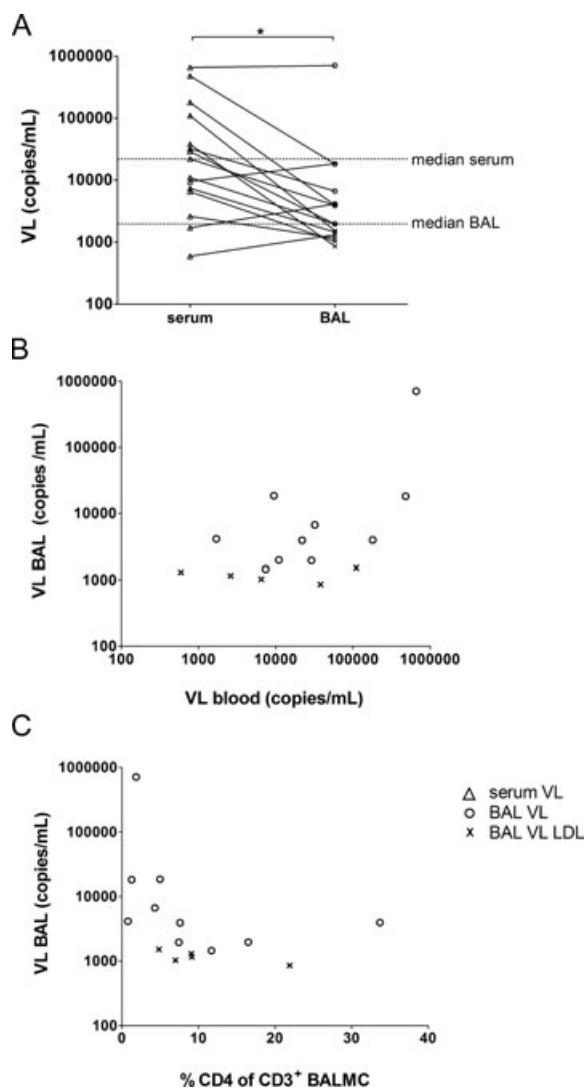 A
*
1000000
100000
10000
1000
100
VL (copies/mL)
median serum
median BAL
serum BAL
B
1000000
100000
10000
1000
100
VL BAL (copies /mL)
100 1000 10000 100000 1000000
VL blood (copies/mL)
C
1000000
100000
10000
1000
100
VL BAL (copies/mL)
serum VL
BAL VL
BAL VL LDL
0 10 20 30 40
% CD4 of CD3⁺ BALMC